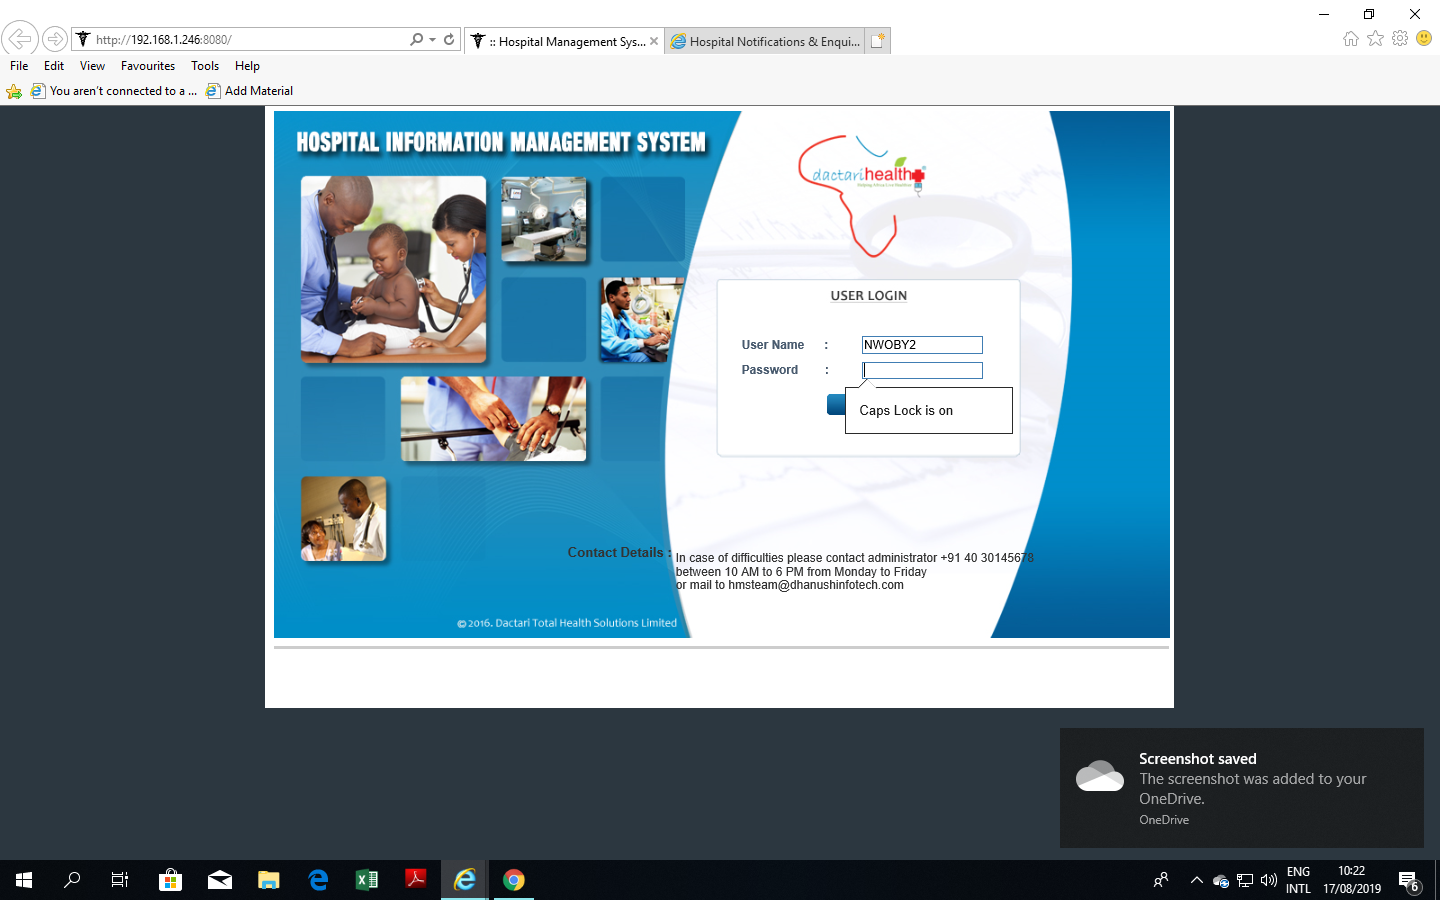 http://192.168.1.246:8080/
:: Hospital Management Sys...
Hospital Notifications & Enqui...
File Edit View Favourites Tools Help
You aren't connected to a ...
Add Material
HOSPITAL INFORMATION MANAGEMENT SYSTEM
dactarihealth
USER LOGIN
User Name : NWOBY2
Password :
Caps Lock is on
Contact Details : In case of difficulties please contact administrator +91 40 30145678
between 10 AM to 6 PM from Monday to Friday
or mail to hmsteam@dhanushinfotech.com
©2016. Dactari Total Health Solutions Limited
Screenshot saved
The screenshot was added to your
OneDrive.
OneDrive
ENG
INTL
10:22
17/08/2019
6